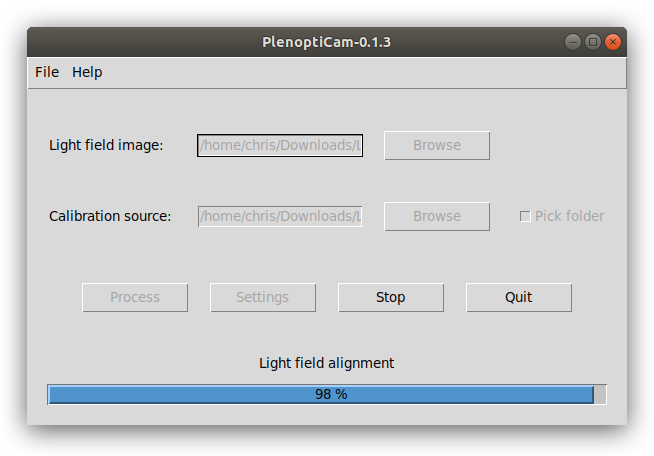 PlenoptiCam-0.1.3
File Help
Light field image: /home/chris/Downloads/L Browse
Calibration source: /home/chris/Downloads/L Browse Pick folder
Process Settings Stop Quit
Light field alignment
98 %